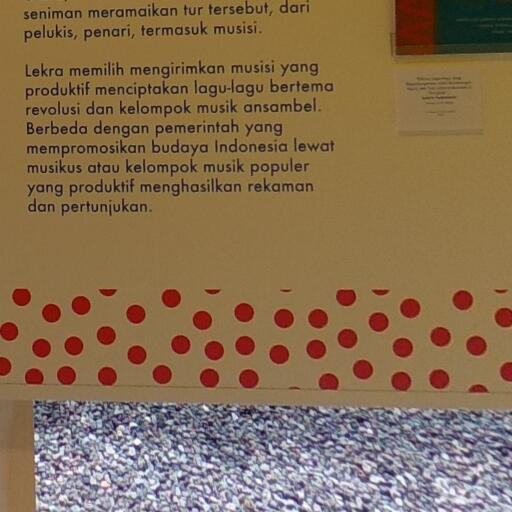 seniman meramaikan tur tersebut, dari
pelukis, penari, termasuk musisi.
Lekra memilih mengirimkan musisi yang
produktif menciptakan lagu-lagu bertema
revolusi dan kelompok musik ansambel.
Berbeda dengan pemerintah yang
mempromosikan budaya Indonesia lewat
musikus atau kelompok musik populer
yang produktif menghasilkan rekaman
dan pertunjukan.